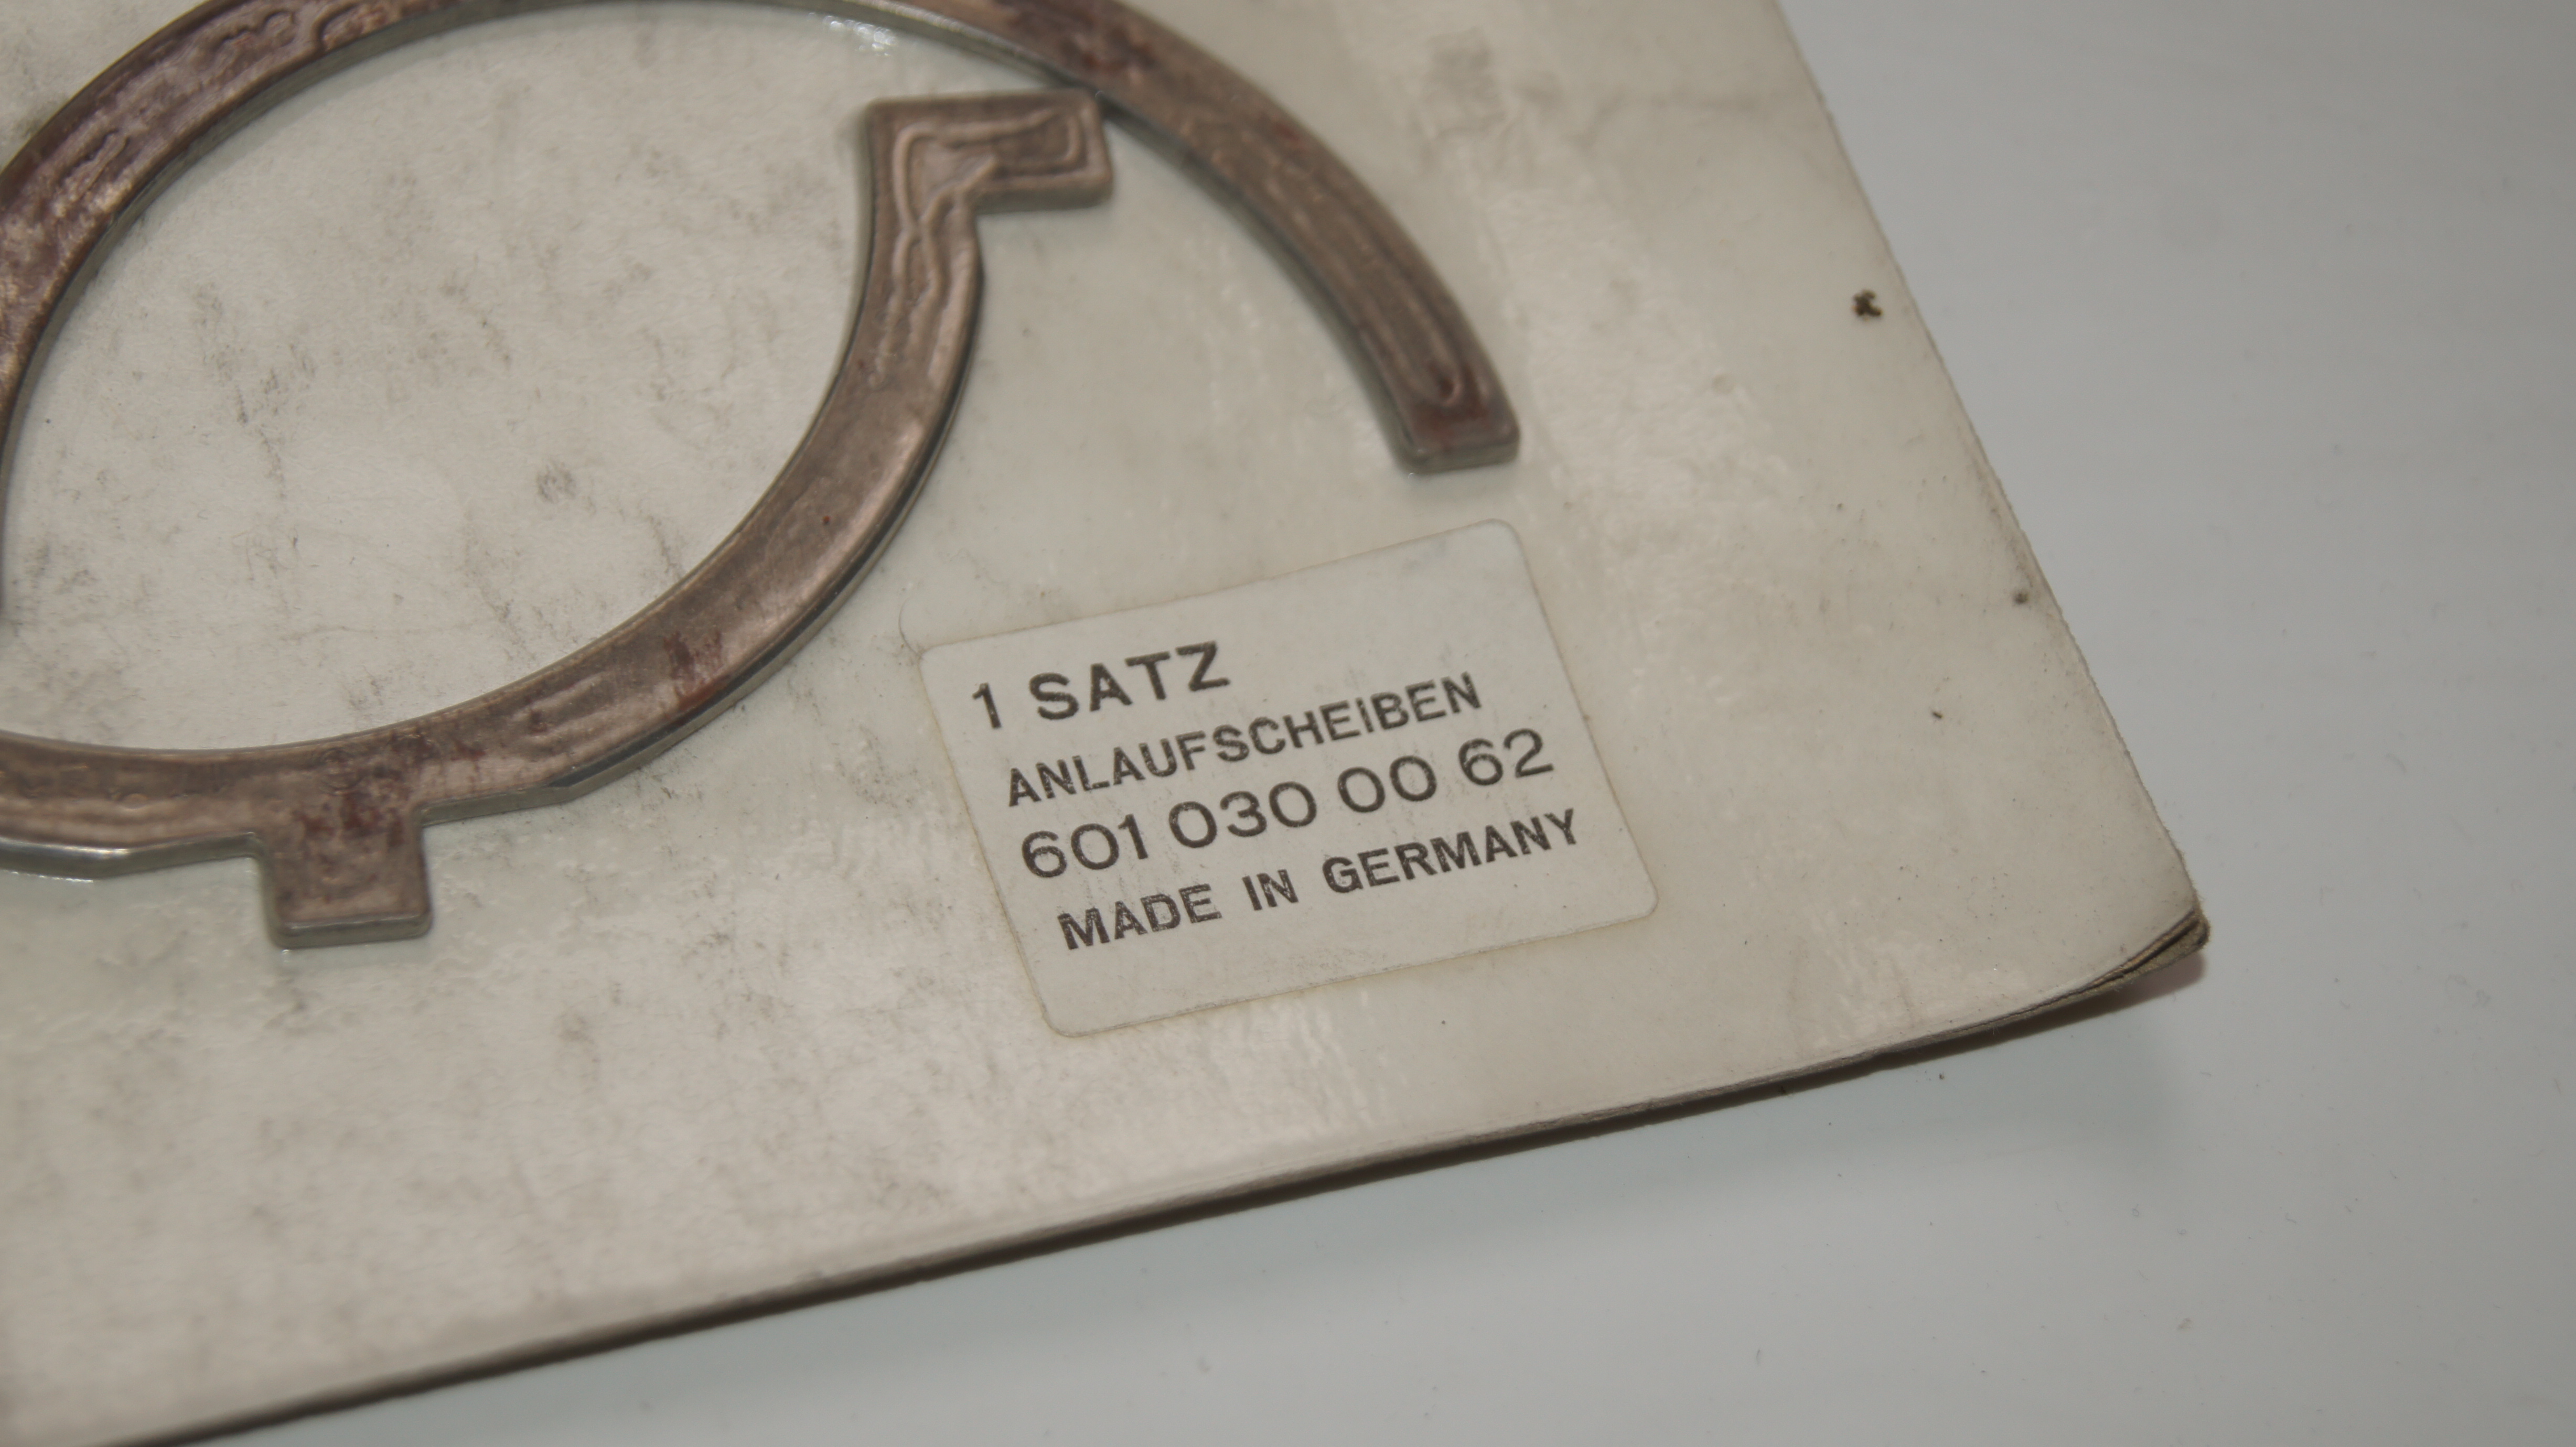 1 SATZ
ANLAUFSCHEIBEN
601 030 00 62
MADE IN GERMANY